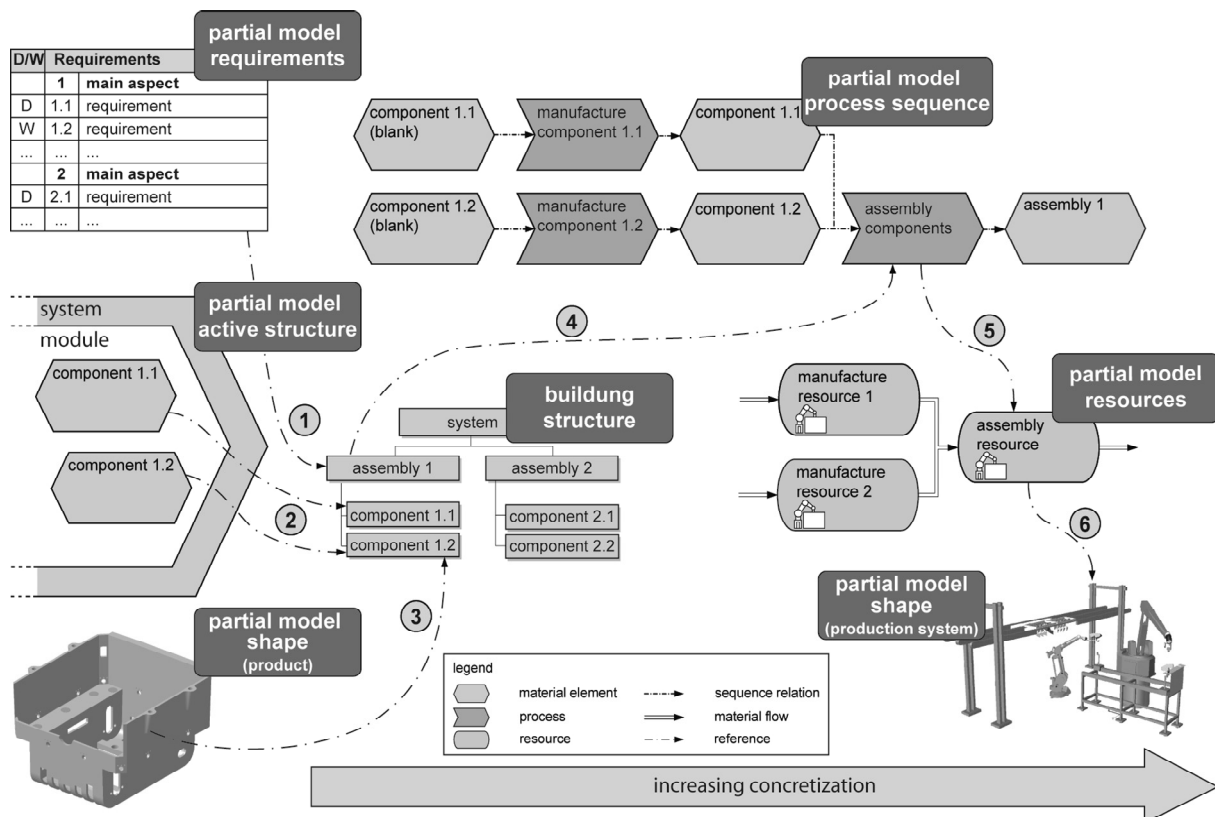 partial model
requirements
D/W Requirements
1 main aspect
D 1.1 requirement
W 1.2 requirement
... ... ...
2 main aspect
D 2.1 requirement
... ... ...
partial model
process sequence
component 1.1
(blank)
manufacture
component 1.1
component 1.1
component 1.2
(blank)
manufacture
component 1.2
component 1.2
assembly
components
assembly 1
partial model
active structure
system
module
component 1.1
component 1.2
1
2
3
4
5
6
buildung
structure
system
assembly 1
assembly 2
component 1.1
component 1.2
component 2.1
component 2.2
manufacture
resource 1
manufacture
resource 2
partial model
resources
assembly
resource
partial model
shape
(product)
partial model
shape
(production system)
legend
material element
process
resource
sequence relation
material flow
reference
increasing concretization